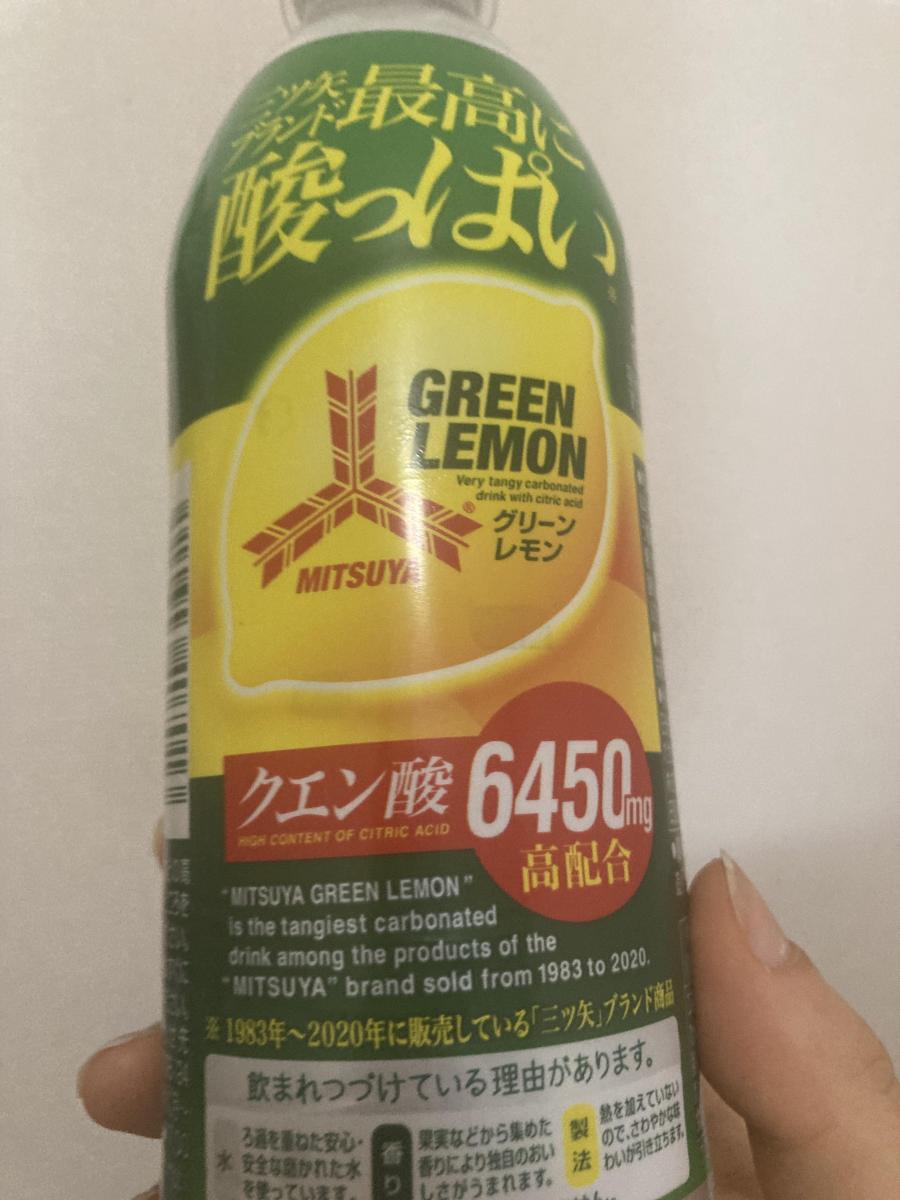 三ツ矢
ブランド最高に
酸っぱい
※
GREEN
LEMON
Very tangy carbonated
drink with citric acid
グリーン
レモン
®
MITSUYA
クエン酸 6450mg
HIGH CONTENT OF CITRIC ACID
高配合
"MITSUYA GREEN LEMON"
is the tangiest carbonated
drink among the products of the
"MITSUYA" brand sold from 1983 to 2020.
※1983年～2020年に販売している「三ツ矢」ブランド商品
飲まれつづけている理由があります。
水
ろ過を重ねた安心・
安全な磨かれた水
を使っています。
香り
果実などから集めた
香りにより独自のおい
しさがうまれます。
製法
熱を加えていない
ので、さわやかな味
わいが引き立ちます。